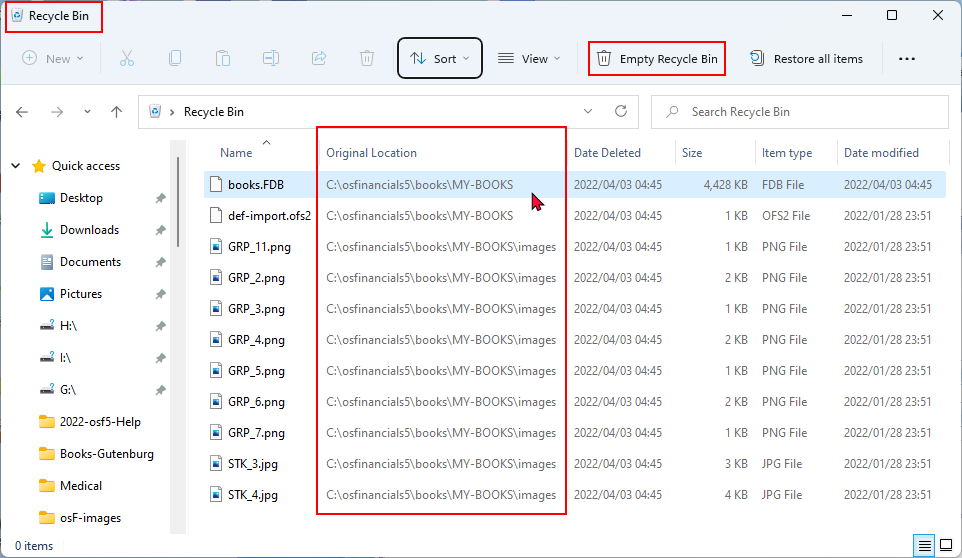 Recycle Bin
New Sort View Empty Recycle Bin Restore all items
Recycle Bin Search Recycle Bin
Quick access
Desktop
Downloads
Documents
Pictures
H:\
I:\
G:\
2022-osf5-Help
Books-Gutenburg
Medical
osF-images
Name Original Location Date Deleted Size Item type Date modified
books.FDB C:\osfinancials5\books\MY-BOOKS 2022/04/03 04:45 4,428 KB FDB File 2022/04/03 04:45
def-import.ofs2 C:\osfinancials5\books\MY-BOOKS 2022/04/03 04:45 1 KB OFS2 File 2022/01/28 23:51
GRP_11.png C:\osfinancials5\books\MY-BOOKS\images 2022/04/03 04:45 1 KB PNG File 2022/01/28 23:51
GRP_2.png C:\osfinancials5\books\MY-BOOKS\images 2022/04/03 04:45 2 KB PNG File 2022/01/28 23:51
GRP_3.png C:\osfinancials5\books\MY-BOOKS\images 2022/04/03 04:45 1 KB PNG File 2022/01/28 23:51
GRP_4.png C:\osfinancials5\books\MY-BOOKS\images 2022/04/03 04:45 2 KB PNG File 2022/01/28 23:51
GRP_5.png C:\osfinancials5\books\MY-BOOKS\images 2022/04/03 04:45 1 KB PNG File 2022/01/28 23:51
GRP_6.png C:\osfinancials5\books\MY-BOOKS\images 2022/04/03 04:45 2 KB PNG File 2022/01/28 23:51
GRP_7.png C:\osfinancials5\books\MY-BOOKS\images 2022/04/03 04:45 1 KB PNG File 2022/01/28 23:51
STK_3.jpg C:\osfinancials5\books\MY-BOOKS\images 2022/04/03 04:45 3 KB JPG File 2022/01/28 23:51
STK_4.jpg C:\osfinancials5\books\MY-BOOKS\images 2022/04/03 04:45 4 KB JPG File 2022/01/28 23:51
0 items